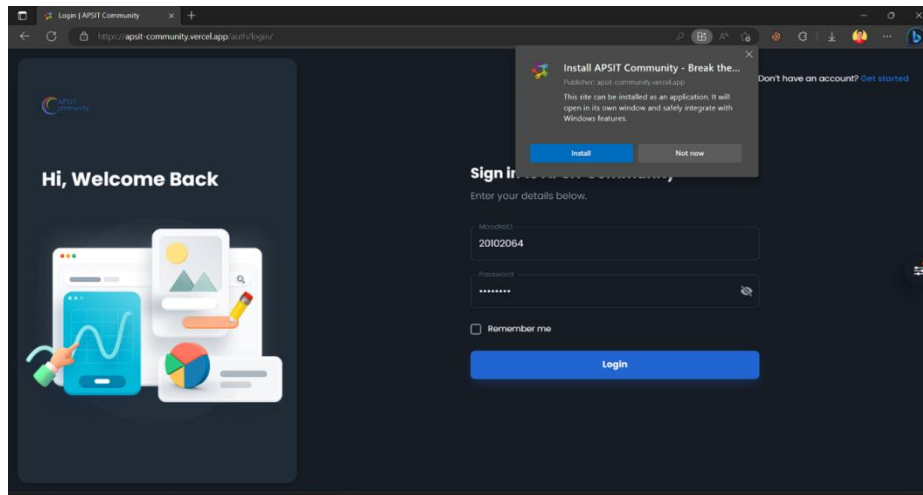 Login | APSIT Community
https://apsit-community.vercel.app/auth/login/
Install APSIT Community - Break the...
Publisher: apsit-community.vercel.app
This site can be installed as an application. It will
open in its own window and safely integrate with
Windows features.
Install
Not now
Don't have an account? Get started
APSIT
Community
Hi, Welcome Back
Sign in
Enter your details below.
MoodleID
20102064
Password
Remember me
Login